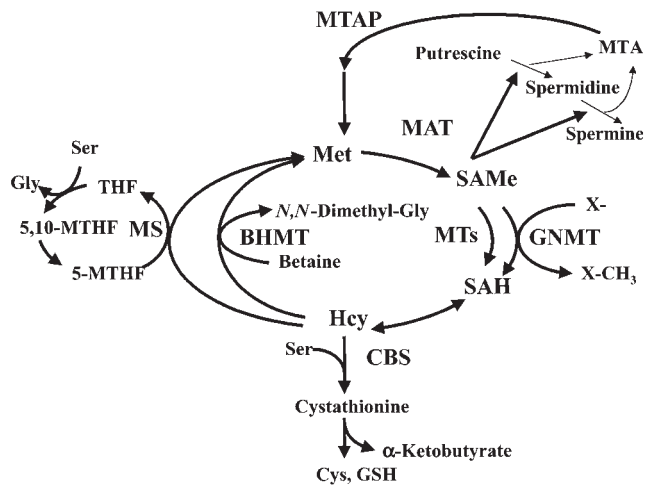 MTAP
Putrescine
MTA
Spermidine
Spermine
MAT
Met
SAMe
Ser
Gly
THF
5,10-MTHF
MS
5-MTHF
N,N-Dimethyl-Gly
BHMT
Betaine
MTs
GNMT
X-
X-CH₃
SAH
Hcy
Ser
CBS
Cystathionine
α-Ketobutyrate
Cys, GSH